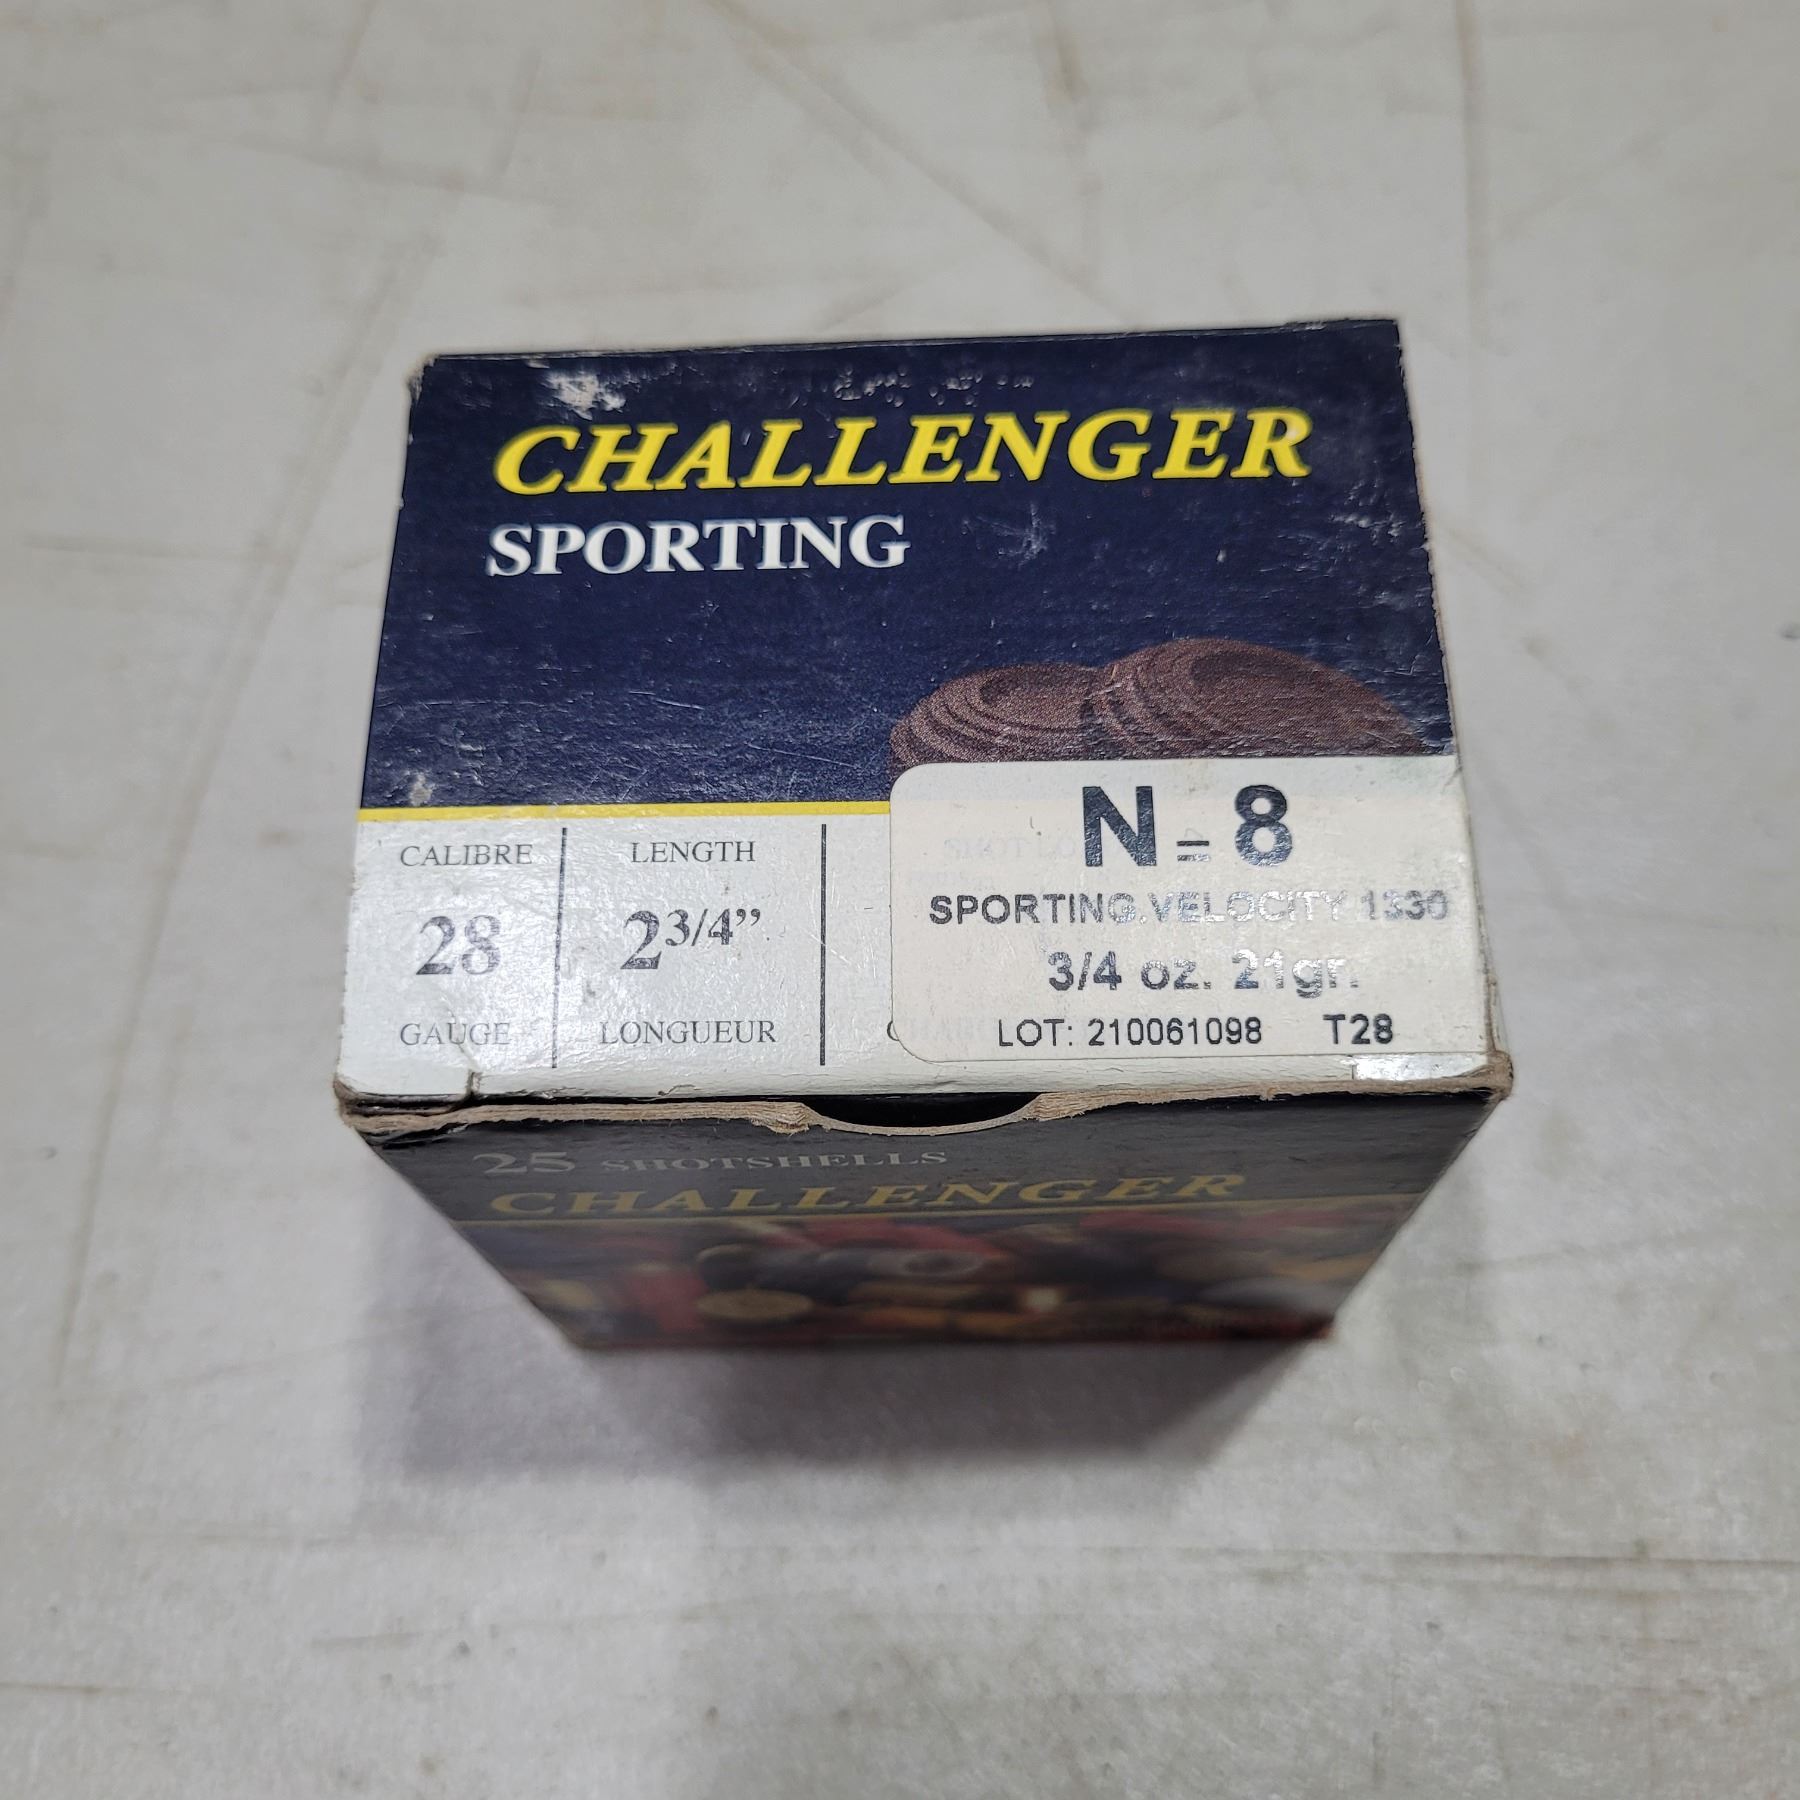 CHALLENGER
SPORTING
CALIBRE
28
GAUGE
LENGTH
2 3/4”
LONGUEUR
N= 8
SPORTING.VELOCITY 1330
3/4 oz. 21gr.
LOT: 210061098 T28
25 SHOTSHELLS
CHALLENGER